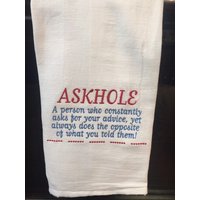 ASKHOLE
A person who constantly
asks for your advice, yet
always does the opposite
of what you told them!